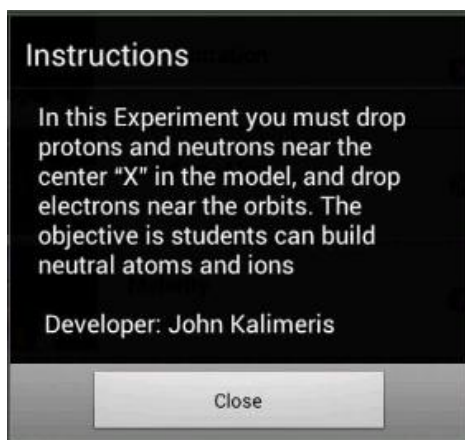 Instructions
In this Experiment you must drop
protons and neutrons near the
center “X” in the model, and drop
electrons near the orbits. The
objective is students can build
neutral atoms and ions
Developer: John Kalimeris
Close